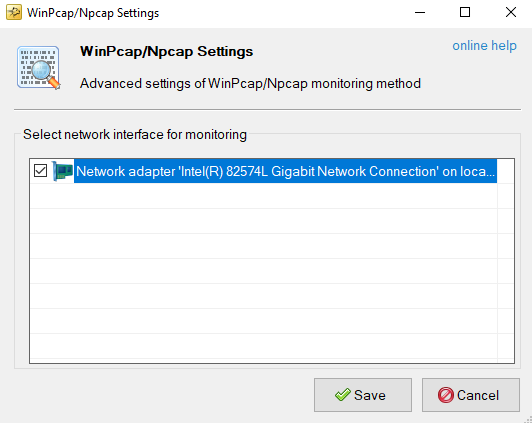 WinPcap/Npcap Settings
WinPcap/Npcap Settings
online help
Advanced settings of WinPcap/Npcap monitoring method
Select network interface for monitoring
Network adapter 'Intel(R) 82574L Gigabit Network Connection' on loca...
Save
Cancel